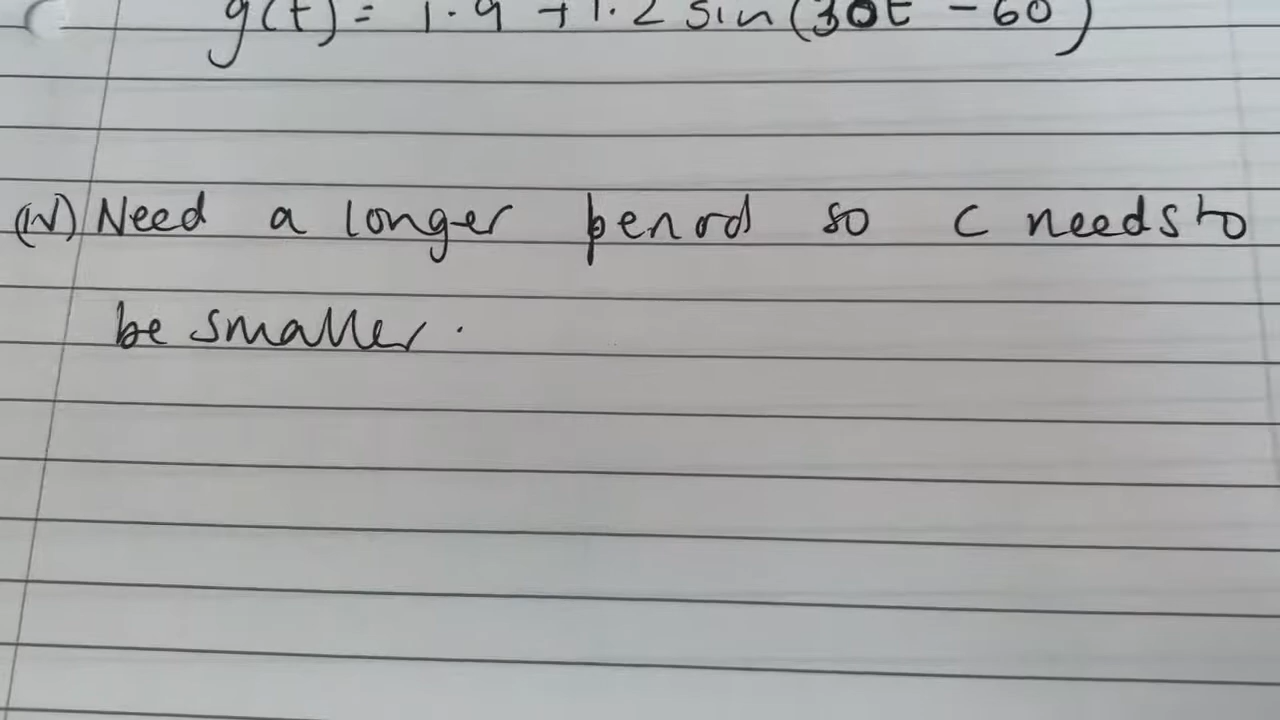 g(t) = 1.9 + 1.2 sin(30t - 60)
(iv) Need a longer period so c needs to
be smaller.